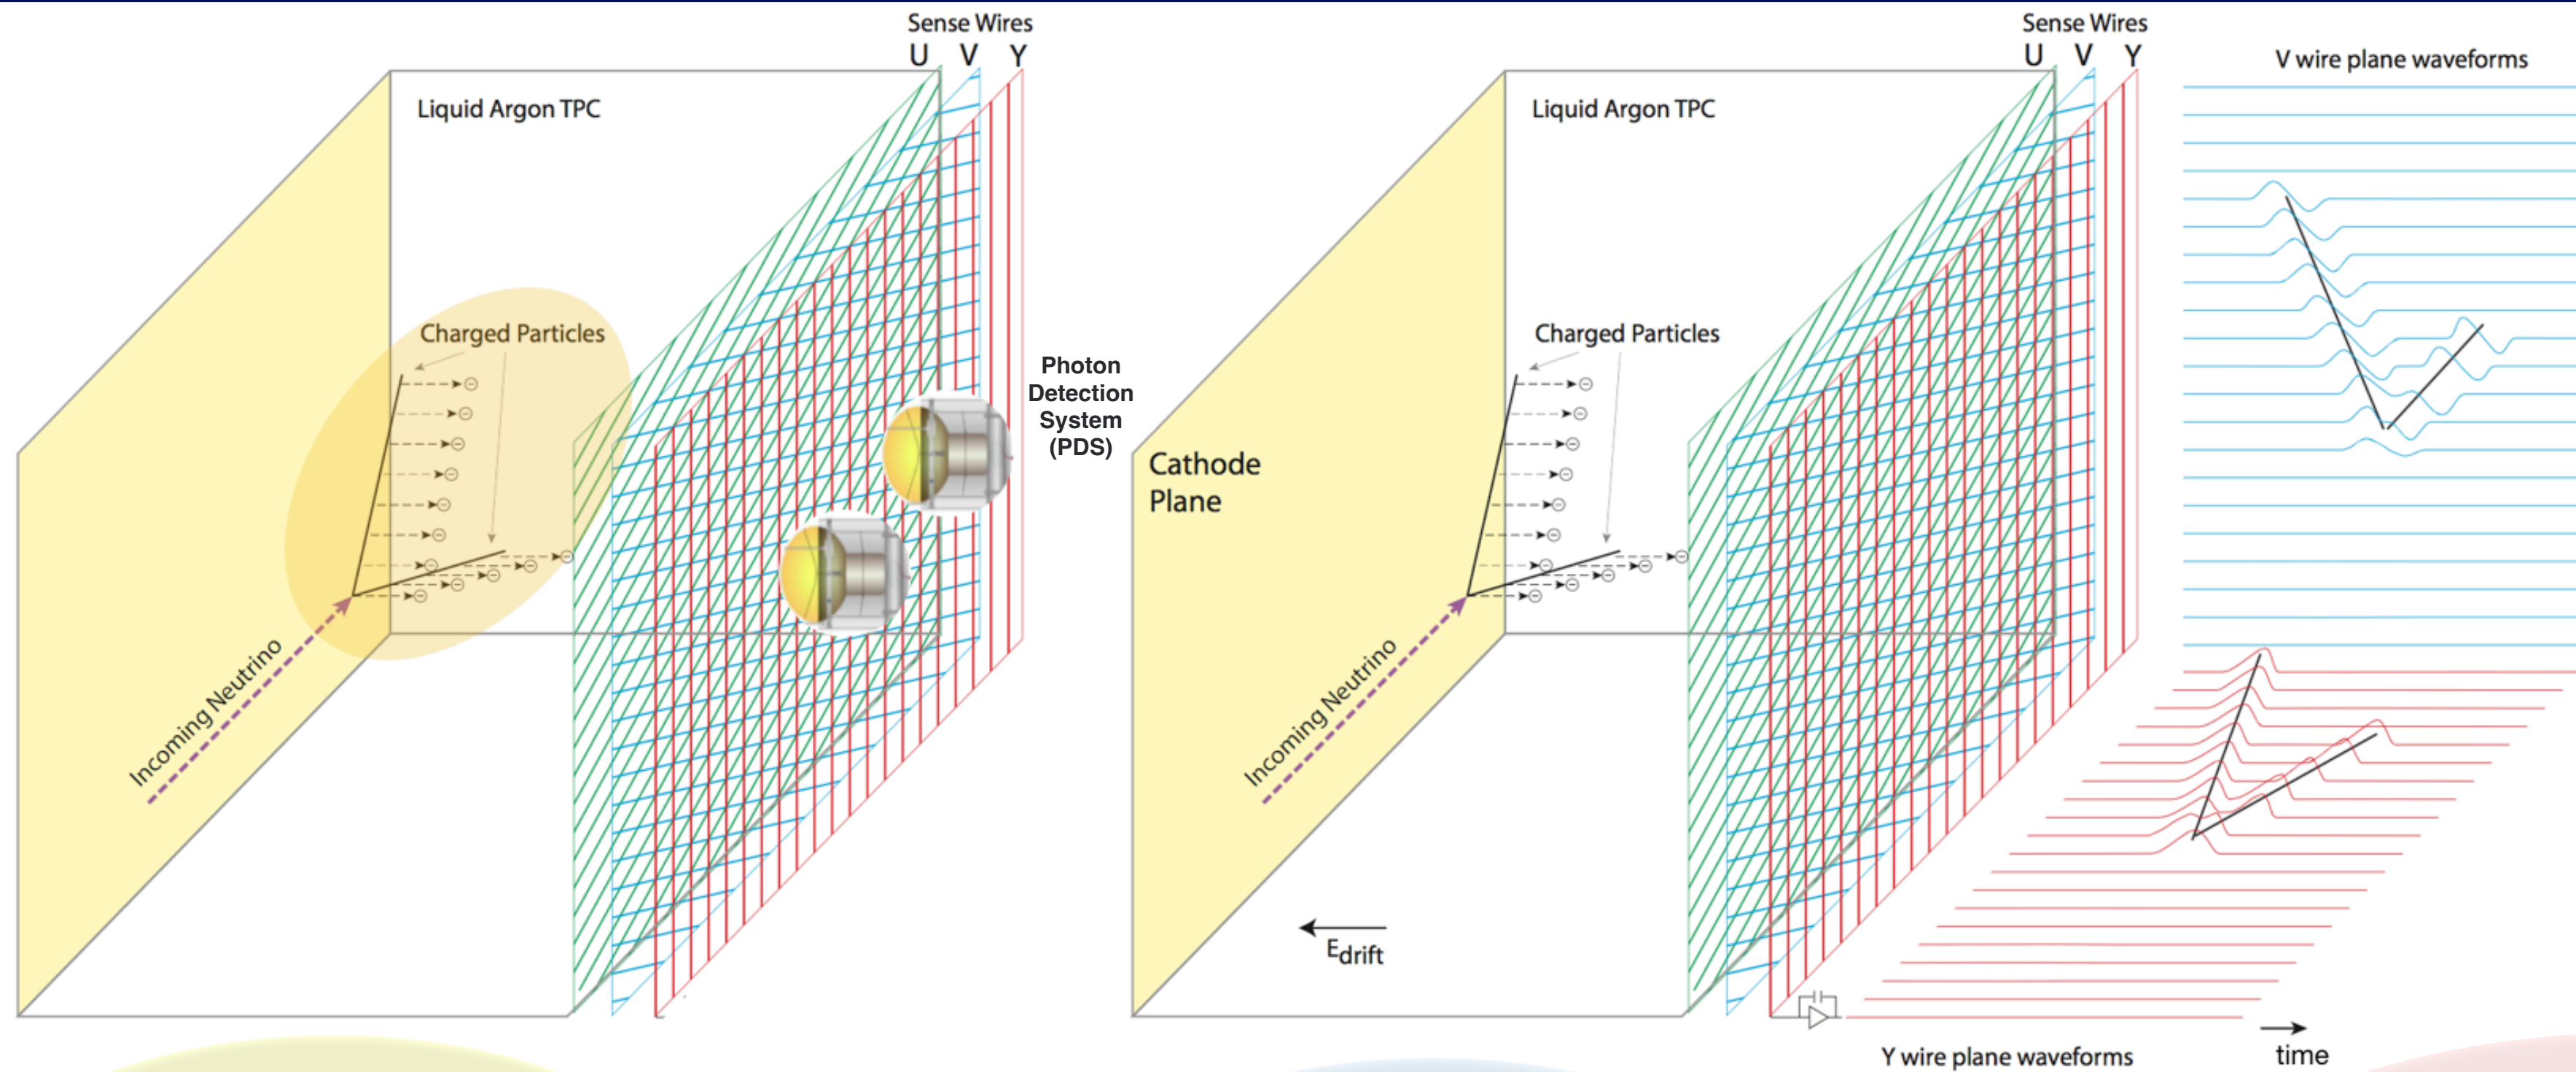 Sense Wires
U V Y
Liquid Argon TPC
Charged Particles
Incoming Neutrino
Photon
Detection
System
(PDS)
Sense Wires
U V Y
Liquid Argon TPC
Charged Particles
Cathode
Plane
Incoming Neutrino
Edrift
V wire plane waveforms
Y wire plane waveforms
time